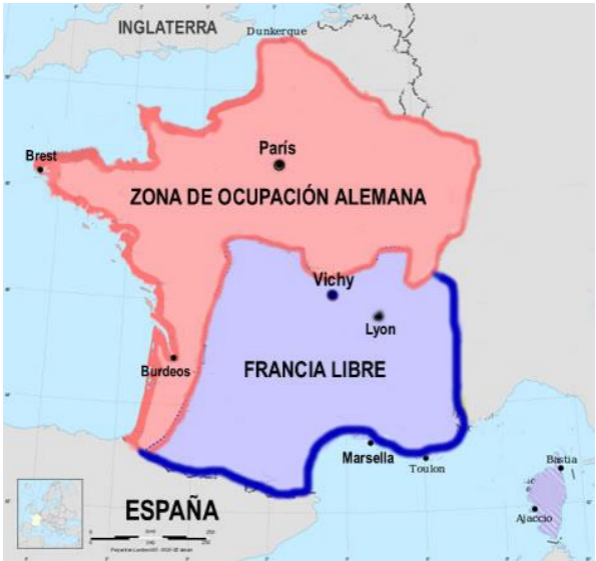 INGLATERRA
Dunkerque
Brest
París
ZONA DE OCUPACIÓN ALEMANA
Vichy
Lyon
Burdeos
FRANCIA LIBRE
Marsella
Toulon
Bastia
Ajaccio
ESPAÑA